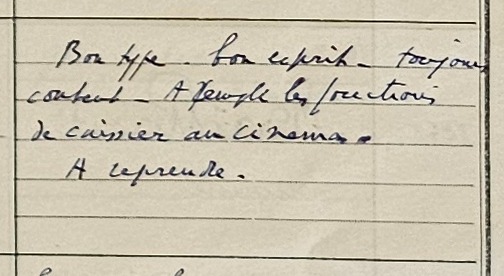 Bon type. bon esprit - toujours
content - A rempli les fonctions
de caissier au cinéma.
A reprendre.